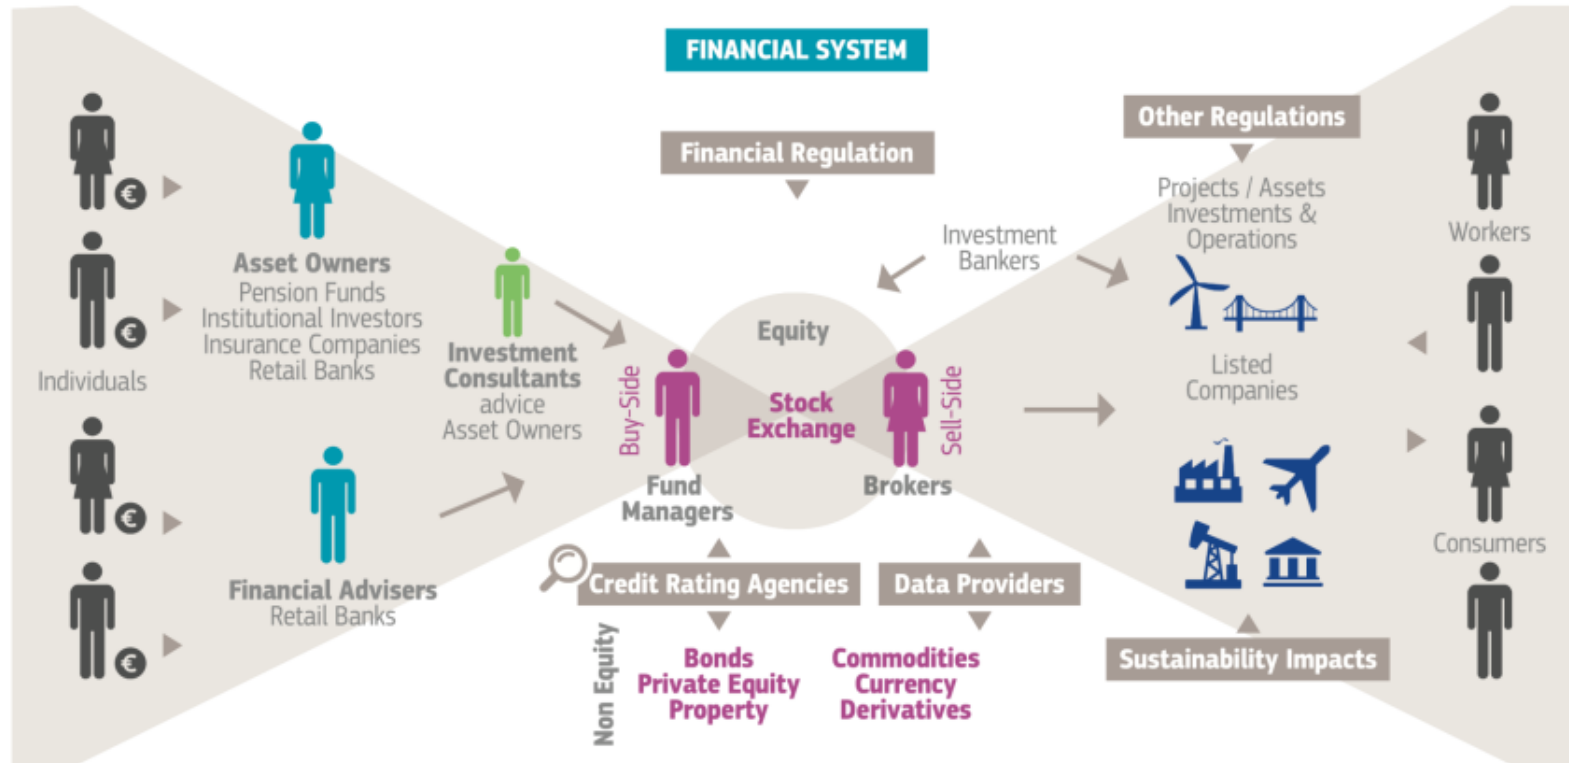 FINANCIAL SYSTEM
Financial Regulation
Other Regulations
Individuals
€
€
€
€
Asset Owners
Pension Funds
Institutional Investors
Insurance Companies
Retail Banks
Financial Advisers
Retail Banks
Investment
Consultants
advice
Asset Owners
Buy-Side
Fund
Managers
Equity
Stock
Exchange
Sell-Side
Brokers
Investment
Bankers
Projects / Assets
Investments &
Operations
Listed
Companies
Workers
Consumers
Credit Rating Agencies
Data Providers
Non Equity
Bonds
Private Equity
Property
Commodities
Currency
Derivatives
Sustainability Impacts